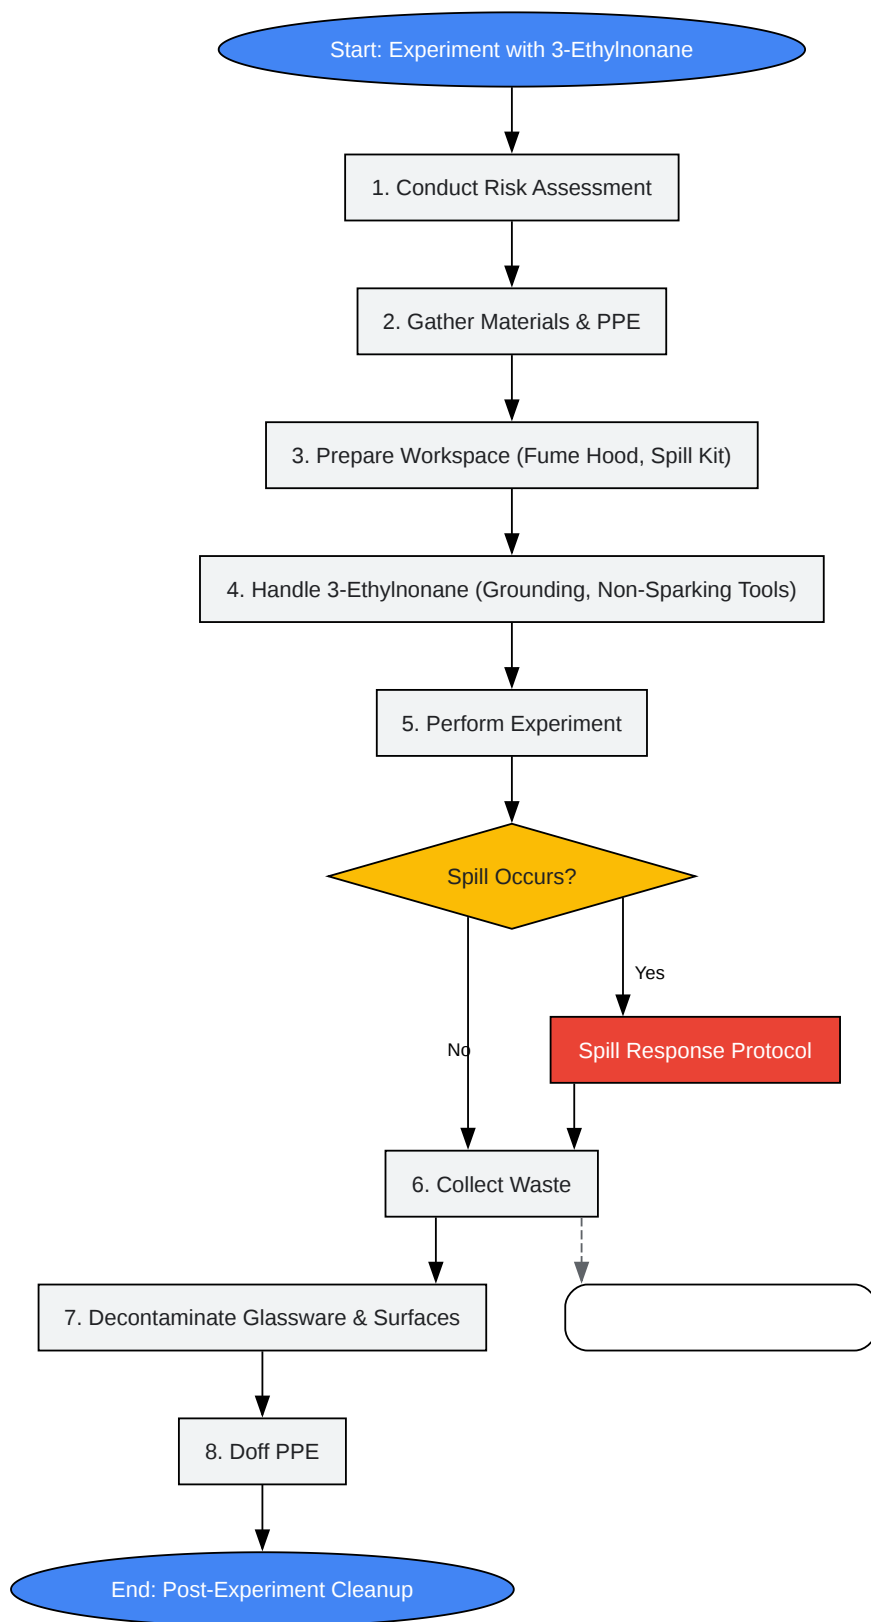 Start: Experiment with 3-Ethylnonane
1. Conduct Risk Assessment
2. Gather Materials & PPE
3. Prepare Workspace (Fume Hood, Spill Kit)
4. Handle 3-Ethylnonane (Grounding, Non-Sparking Tools)
5. Perform Experiment
Spill Occurs?
Yes
No
Spill Response Protocol
6. Collect Waste
7. Decontaminate Glassware & Surfaces
8. Doff PPE
End: Post-Experiment Cleanup